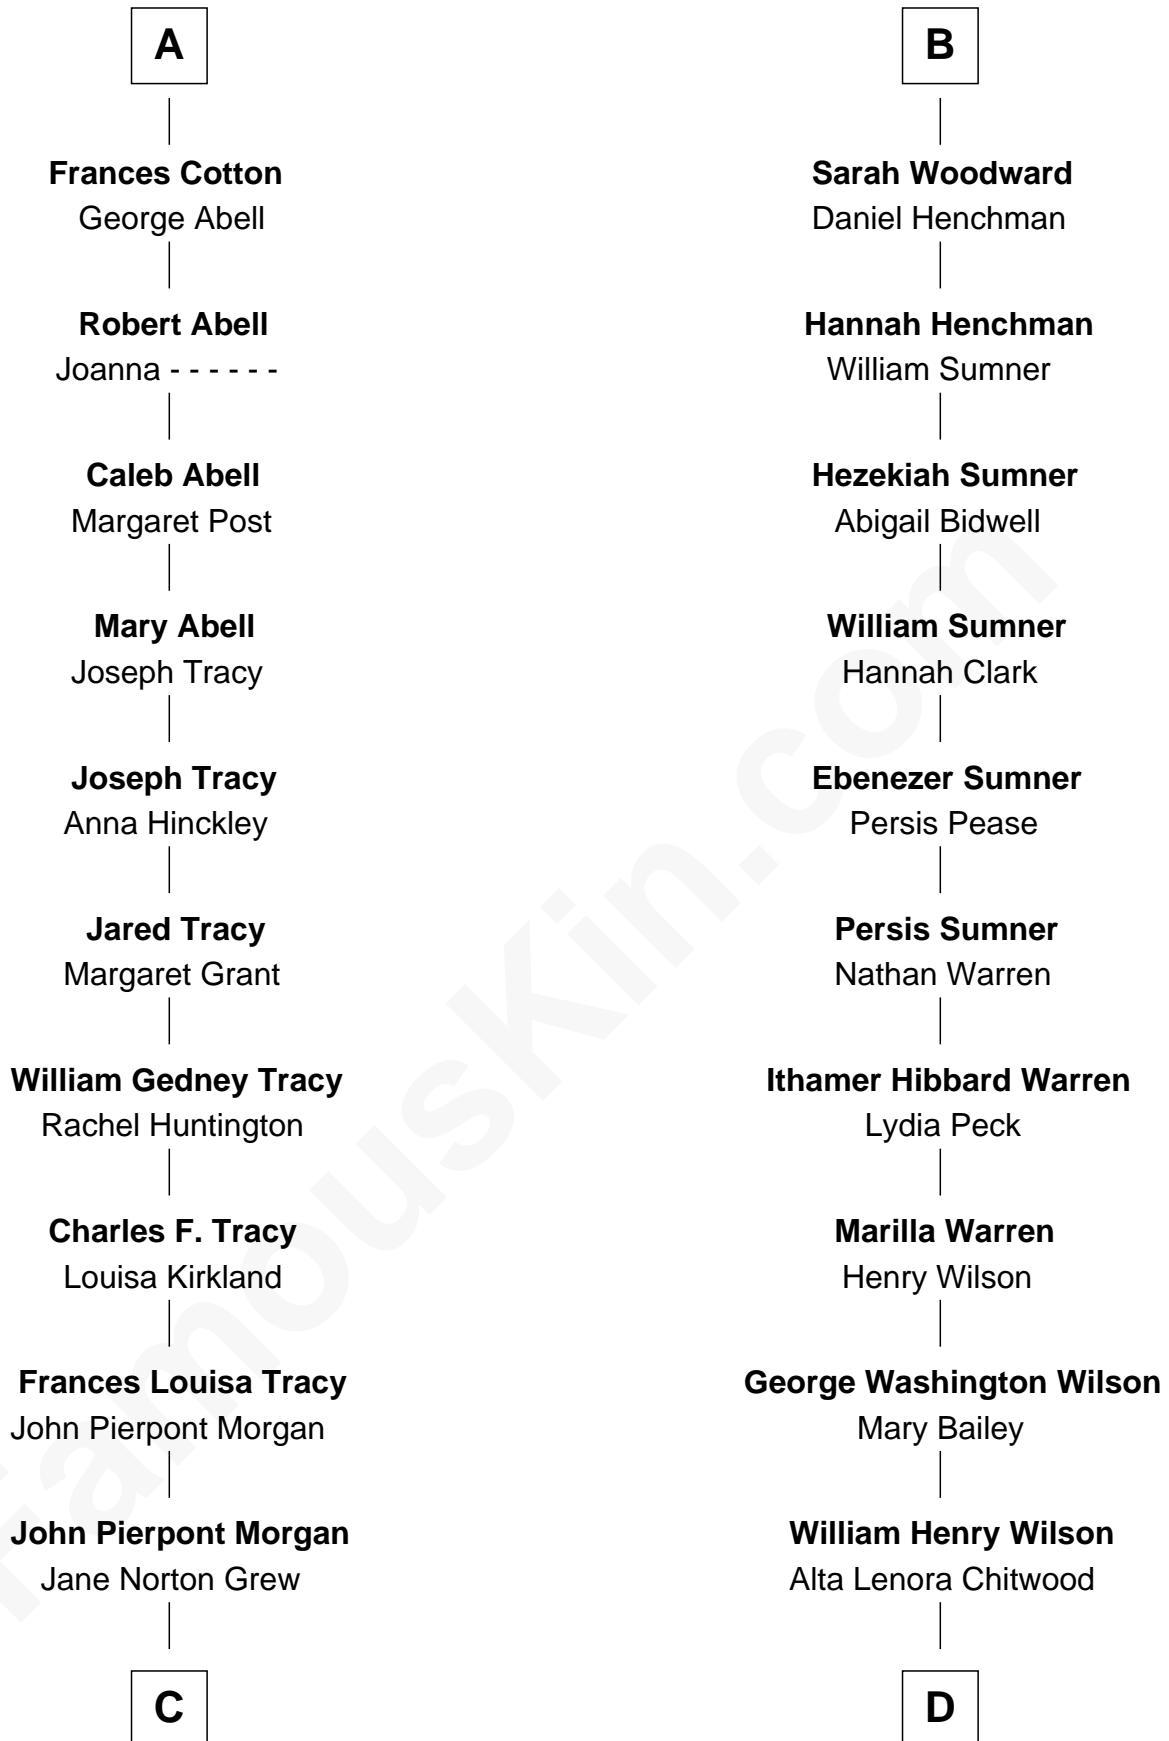 A
Frances Cotton
George Abell
Robert Abell
Joanna - - - - - -
Caleb Abell
Margaret Post
Mary Abell
Joseph Tracy
Joseph Tracy
Anna Hinckley
Jared Tracy
Margaret Grant
William Gedney Tracy
Rachel Huntington
Charles F. Tracy
Louisa Kirkland
Frances Louisa Tracy
John Pierpont Morgan
John Pierpont Morgan
Jane Norton Grew
C
B
Sarah Woodward
Daniel Henchman
Hannah Henchman
William Sumner
Hezekiah Sumner
Abigail Bidwell
William Sumner
Hannah Clark
Ebenezer Sumner
Persis Pease
Persis Sumner
Nathan Warren
Ithamer Hibbard Warren
Lydia Peck
Marilla Warren
Henry Wilson
George Washington Wilson
Mary Bailey
William Henry Wilson
Alta Lenora Chitwood
D
FamousKin.com